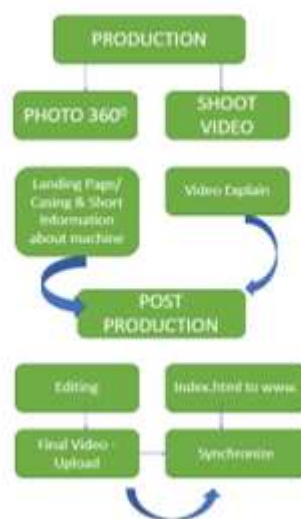 PRODUCTION
PHOTO 360⁰
SHOOT
VIDEO
Landing Page/
Casing & Short
Information
about machine
Video Explain
POST
PRODUCTION
Editing
Index.html to www.
Final Video -
Upload
Synchronize